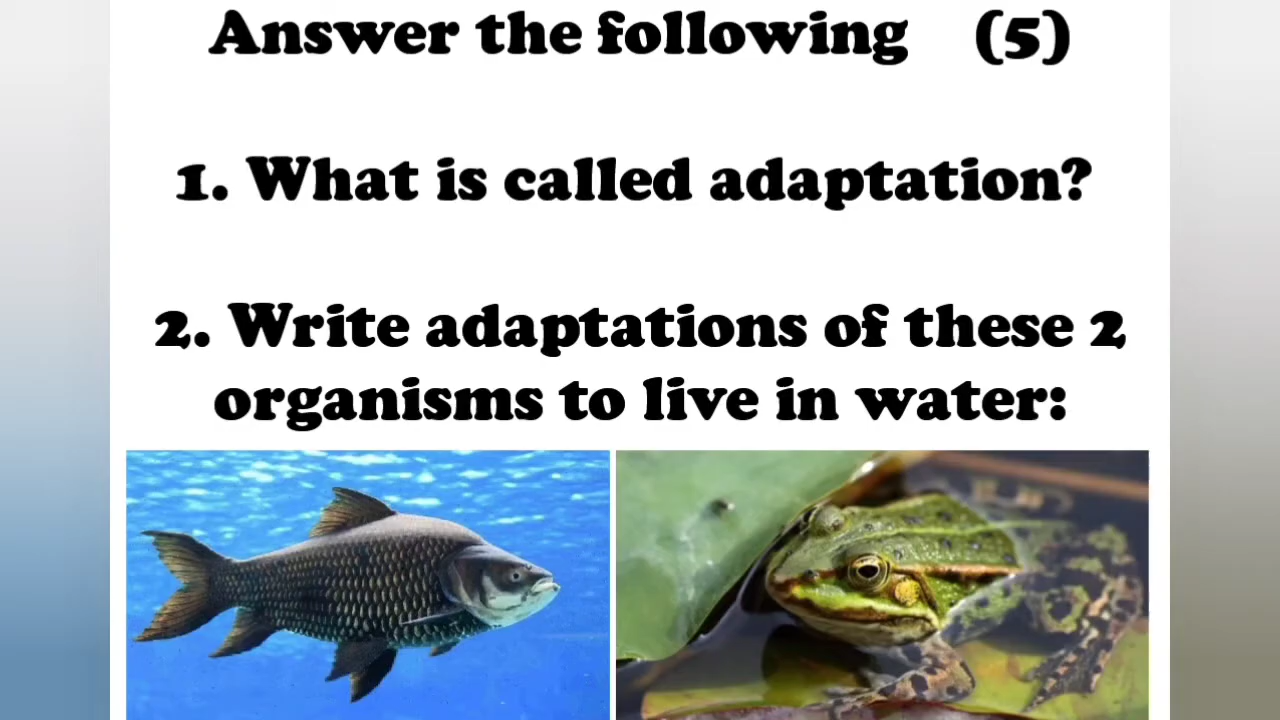 Answer the following (5)
1. What is called adaptation?
2. Write adaptations of these 2
organisms to live in water: